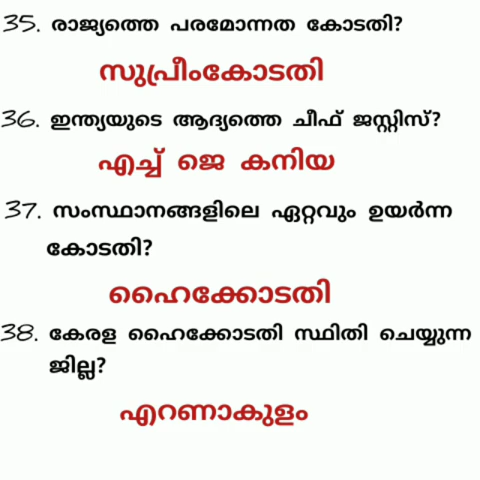 35. രാജ്യത്തെ പരമോന്നത കോടതി?
സുപ്രീംകോടതി
36. ഇന്ത്യയുടെ ആദ്യത്തെ ചീഫ് ജസ്റ്റിസ്?
എച്ച് ജെ കനിയ
37. സംസ്ഥാനങ്ങളിലെ ഏറ്റവും ഉയർന്ന
കോടതി?
ഹൈക്കോടതി
38. കേരള ഹൈക്കോടതി സ്ഥിതി ചെയ്യുന്ന
ജില്ല?
എറണാകുളം